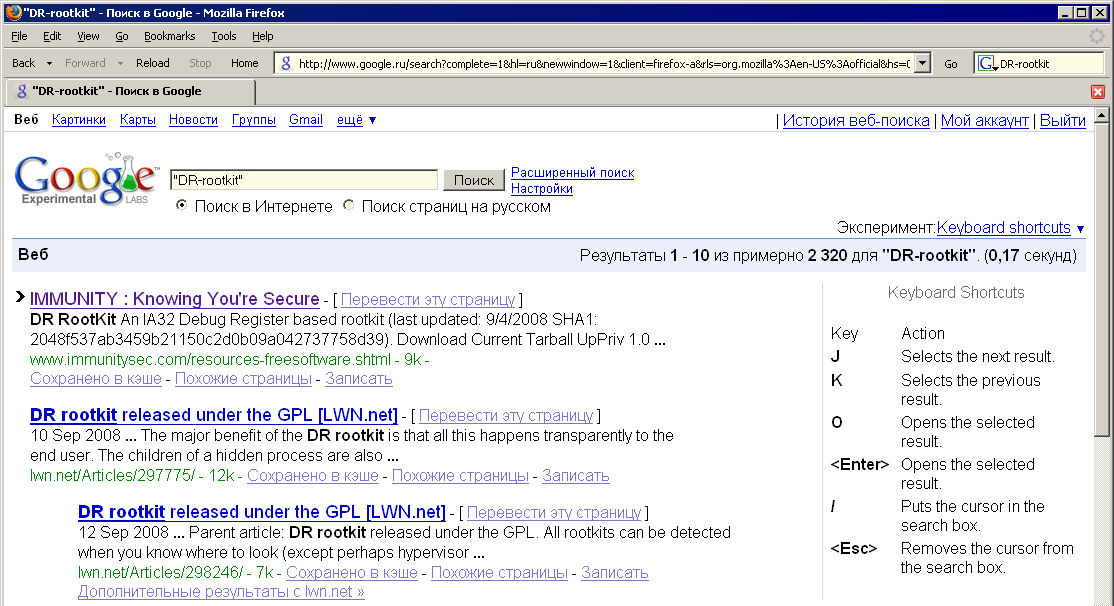 "DR-rootkit" - Поиск в Google - Mozilla Firefox
File Edit View Go Bookmarks Tools Help
Back Forward Reload Stop Home http://www.google.ru/search?complete=1&hl=ru&newwindow=1&client=firefox-a&rls=org.mozilla%3Aen-US%3Aofficial&hs=( Go DR-rootkit
"DR-rootkit" - Поиск в Google
Веб Картинки Карты Новости Группы Gmail ещё ▼ | История веб-поиска | Мой аккаунт | Выйти
Google™
Experimental LABS
"DR-rootkit" Поиск Расширенный поиск
Настройки
Поиск в Интернете Поиск страниц на русском
Эксперимент:Keyboard shortcuts ▼
Веб Результаты 1 - 10 из примерно 2 320 для "DR-rootkit". (0,17 секунд)
IMMUNITY : Knowing You're Secure - [ Перевести эту страницу ]
DR RootKit An IA32 Debug Register based rootkit (last updated: 9/4/2008 SHA1:
2048f537ab3459b21150c2d0b09a042737758d39). Download Current Tarball UpPriv 1.0 ...
www.immunitysec.com/resources-freesoftware.shtml - 9k -
Сохранено в кэше - Похожие страницы - Записать
DR rootkit released under the GPL [LWN.net] - [ Перевести эту страницу ]
10 Sep 2008 ... The major benefit of the DR rootkit is that all this happens transparently to the
end user. The children of a hidden process are also ...
lwn.net/Articles/297775/ - 12k - Сохранено в кэше - Похожие страницы - Записать
DR rootkit released under the GPL [LWN.net] - [ Перевести эту страницу ]
12 Sep 2008 ... Parent article: DR rootkit released under the GPL. All rootkits can be detected
when you know where to look (except perhaps hypervisor ...
lwn.net/Articles/298246/ - 7k - Сохранено в кэше - Похожие страницы - Записать
Дополнительные результаты с lwn.net »
Keyboard Shortcuts
Key Action
J Selects the next result.
K Selects the previous
result.
O Opens the selected
result.
<Enter> Opens the selected
result.
/ Puts the cursor in the
search box.
<Esc> Removes the cursor from
the search box.